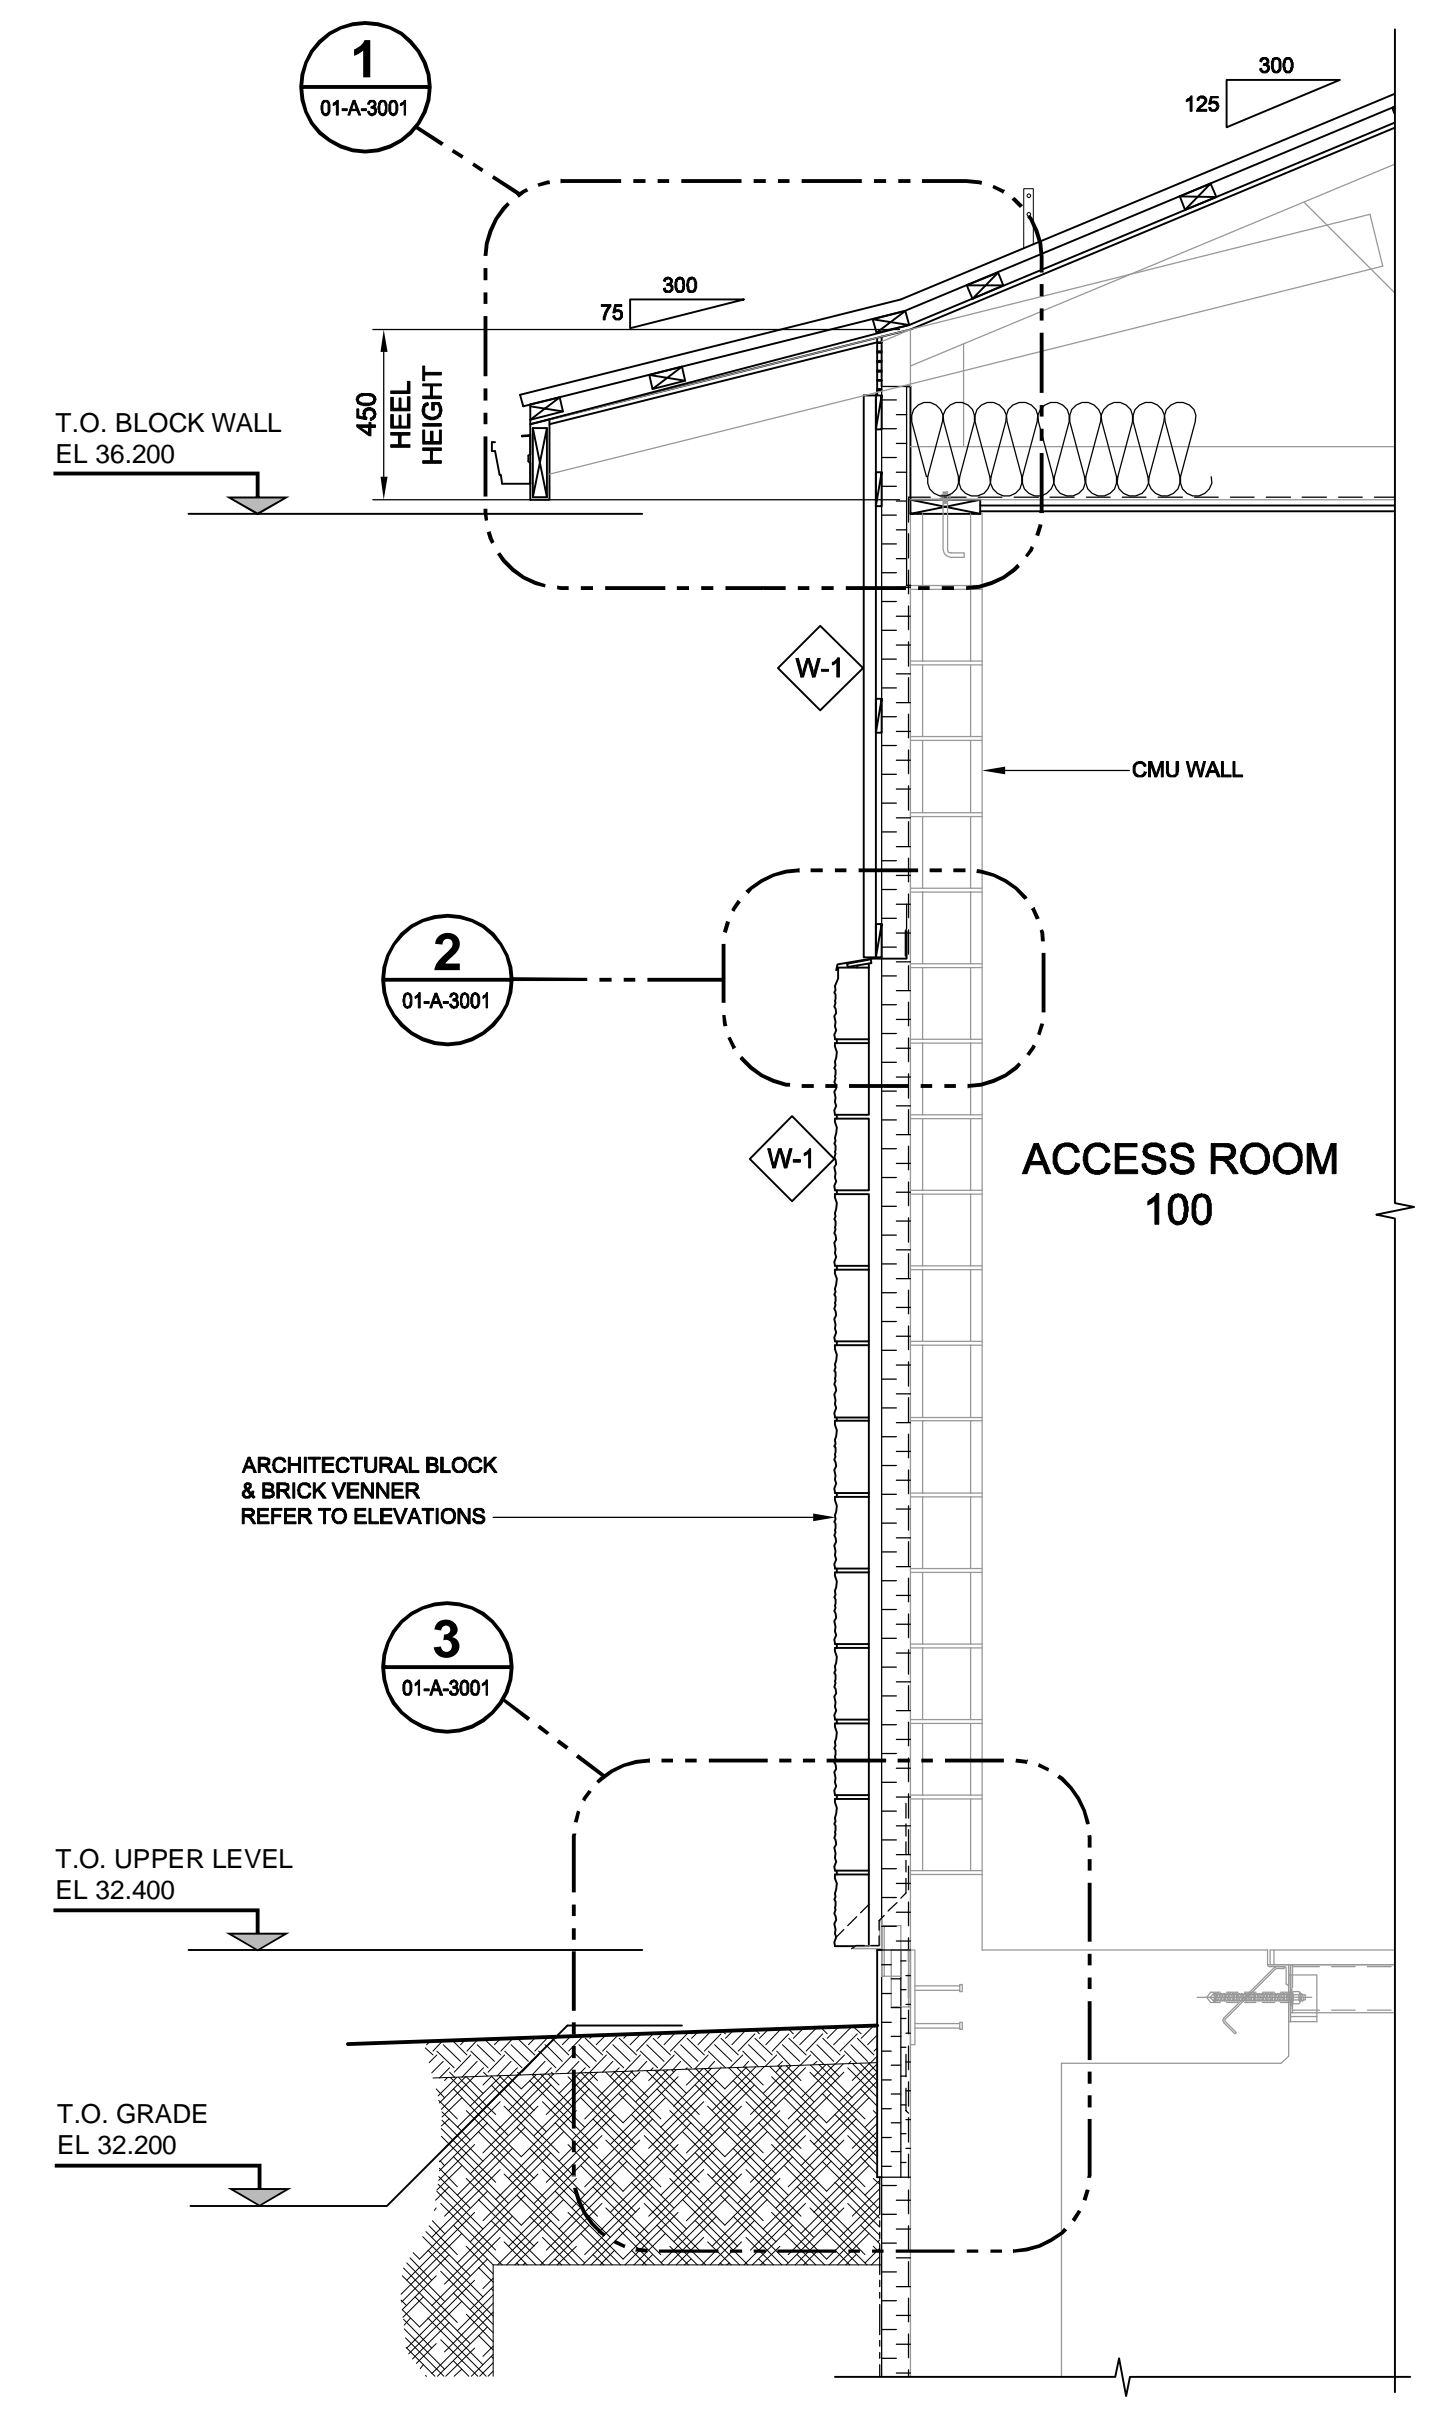 1
01-A-3001
300
125
300
75
450
HEEL
HEIGHT
T.O. BLOCK WALL
EL 36.200
W-1
CMU WALL
2
01-A-3001
W-1
ACCESS ROOM
100
ARCHITECTURAL BLOCK
& BRICK VENNER
REFER TO ELEVATIONS
3
01-A-3001
T.O. UPPER LEVEL
EL 32.400
T.O. GRADE
EL 32.200